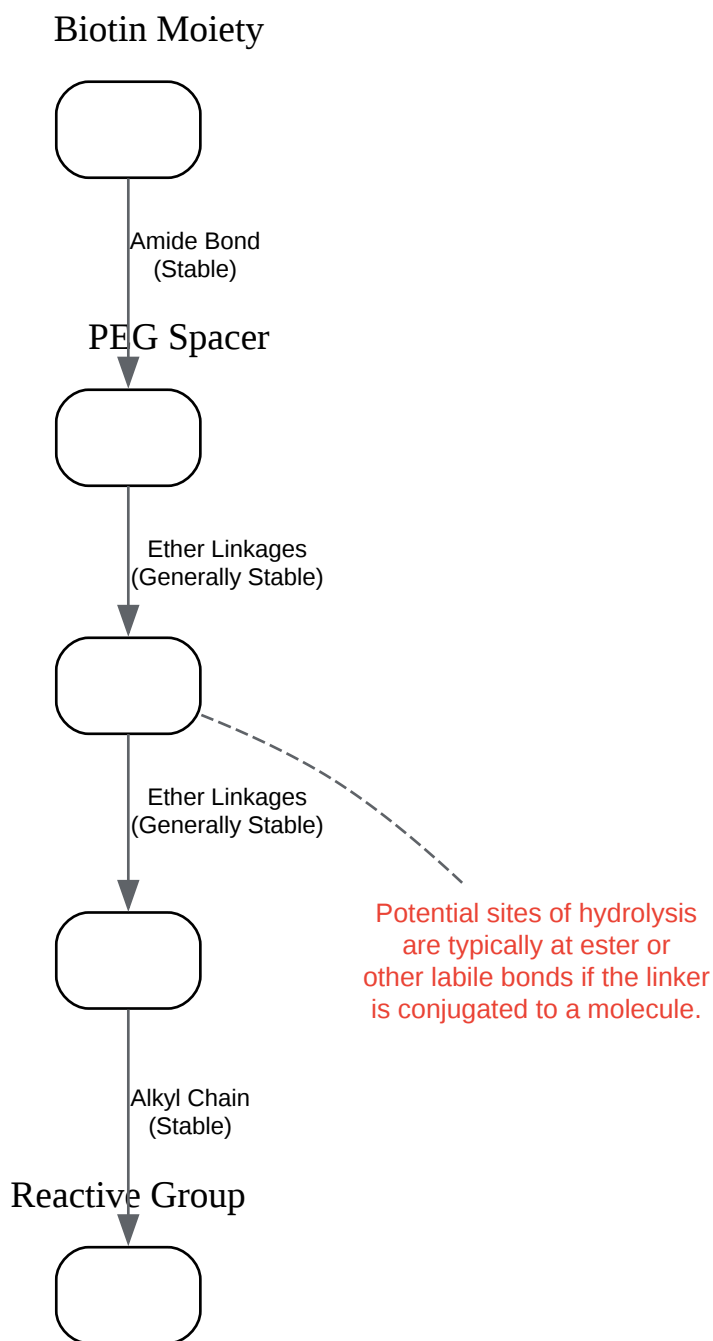 Biotin Moiety
Amide Bond
(Stable)
PEG Spacer
Ether Linkages
(Generally Stable)
Ether Linkages
(Generally Stable)
Potential sites of hydrolysis
are typically at ester or
other labile bonds if the linker
is conjugated to a molecule.
Alkyl Chain
(Stable)
Reactive Group